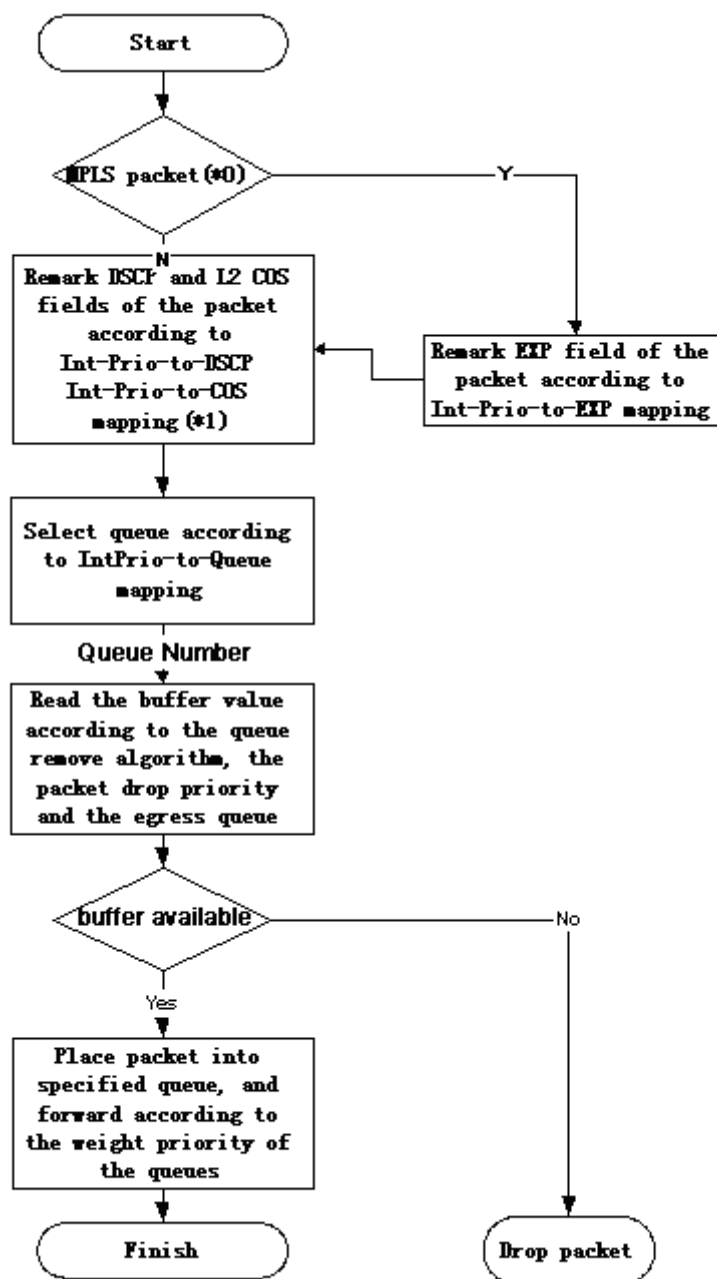 Start
MPLS packet(*0)
Y
N
Remark DSCP and L2 COS
fields of the packet
according to
Int-Prio-to-DSCP
Int-Prio-to-COS
mapping(*1)
Remark EXP field of the
packet according to
Int-Prio-to-EXP mapping
Select queue according
to IntPrio-to-Queue
mapping
Queue Number
Read the buffer value
according to the queue
remove algorithm, the
packet drop priority
and the egress queue
buffer available
No
Yes
Place packet into
specified queue, and
forward according to
the weight priority of
the queues
Finish
Drop packet